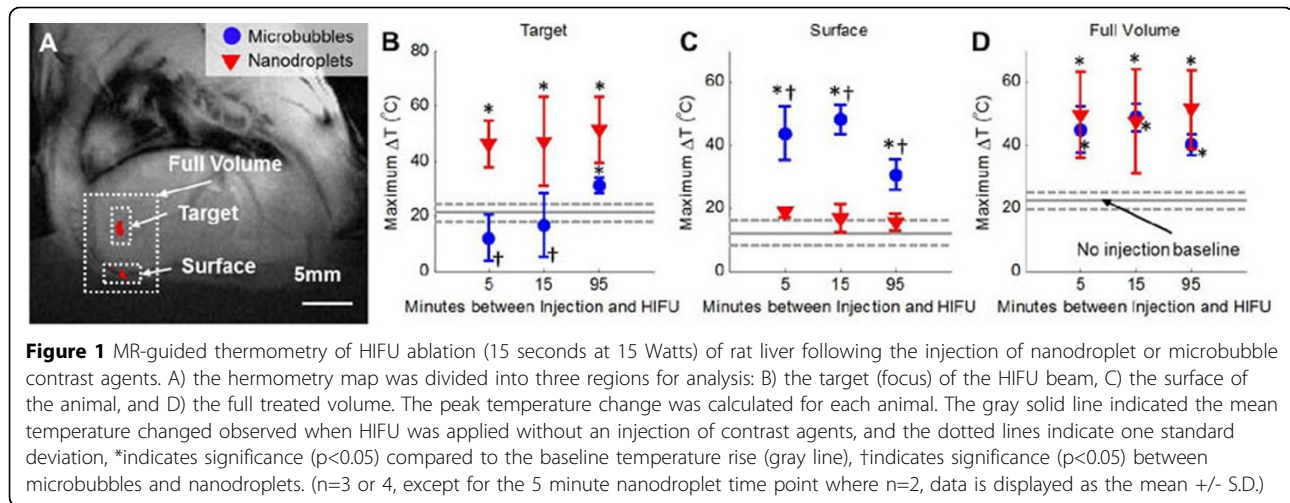 A
Microbubbles
Nanodroplets
Full Volume
Target
Surface
5mm
B
Target
Maximum ΔT (°C)
80
60
40
20
0
*
*
*
*
†
†
5
15
95
Minutes between Injection and HIFU
C
Surface
Maximum ΔT (°C)
60
40
20
0
*†
*†
*†
5
15
95
Minutes between Injection and HIFU
D
Full Volume
Maximum ΔT (°C)
60
40
20
0
*
*
*
*
*
*
No injection baseline
5
15
95
Minutes between Injection and HIFU
Figure 1 MR-guided thermometry of HIFU ablation (15 seconds at 15 Watts) of rat liver following the injection of nanodroplet or microbubble
contrast agents. A) the hermometry map was divided into three regions for analysis: B) the target (focus) of the HIFU beam, C) the surface of
the animal, and D) the full treated volume. The peak temperature change was calculated for each animal. The gray solid line indicated the mean
temperature changed observed when HIFU was applied without an injection of contrast agents, and the dotted lines indicate one standard
deviation, *indicates significance (p<0.05) compared to the baseline temperature rise (gray line), †indicates significance (p<0.05) between
microbubbles and nanodroplets. (n=3 or 4, except for the 5 minute nanodroplet time point where n=2, data is displayed as the mean +/- S.D.)